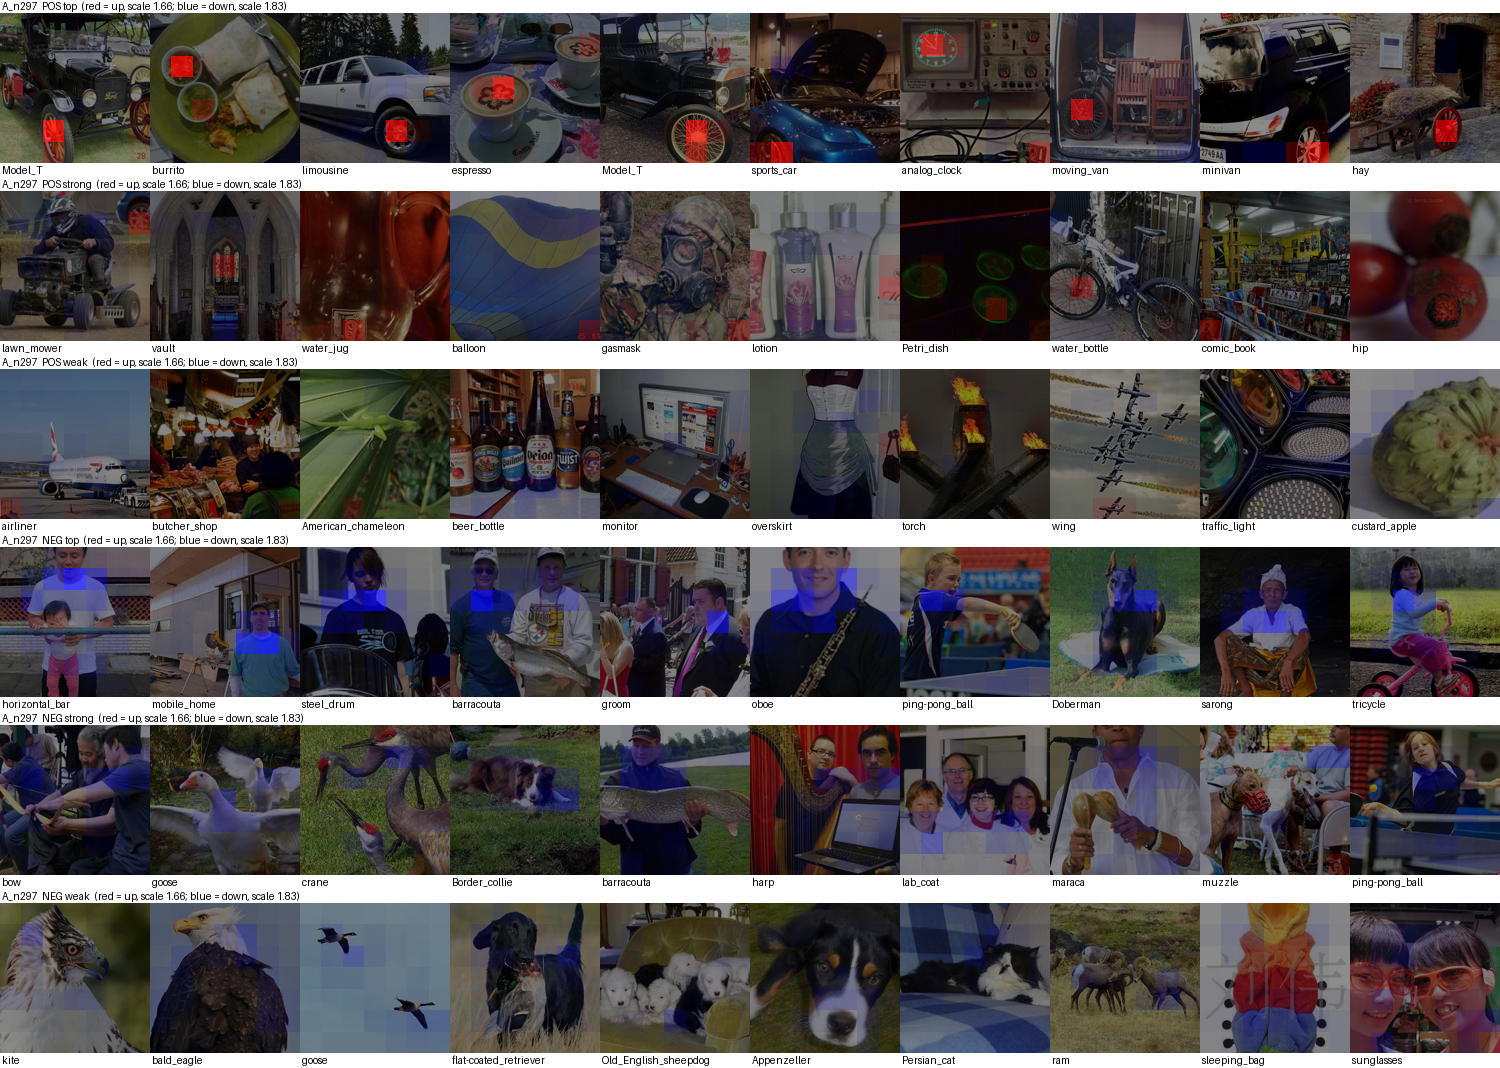 A_n297 POS top (red = up, scale 1.66; blue = down, scale 1.83)
Model_T burrito limousine espresso Model_T sports_car analog_clock moving_van minivan hay
A_n297 POS strong (red = up, scale 1.66; blue = down, scale 1.83)
lawn_mower vault water_jug balloon gasmask lotion Petri_dish water_bottle comic_book hip
A_n297 POS weak (red = up, scale 1.66; blue = down, scale 1.83)
airliner butcher_shop American_chameleon beer_bottle monitor overskirt torch wing traffic_light custard_apple
A_n297 NEG top (red = up, scale 1.66; blue = down, scale 1.83)
horizontal_bar mobile_home steel_drum barracouta groom oboe ping-pong_ball Doberman sarong tricycle
A_n297 NEG strong (red = up, scale 1.66; blue = down, scale 1.83)
bow goose crane Border_collie barracouta harp lab_coat maraca muzzle ping-pong_ball
A_n297 NEG weak (red = up, scale 1.66; blue = down, scale 1.83)
kite bald_eagle goose flat-coated_retriever Old_English_sheepdog Appenzeller Persian_cat ram sleeping_bag sunglasses